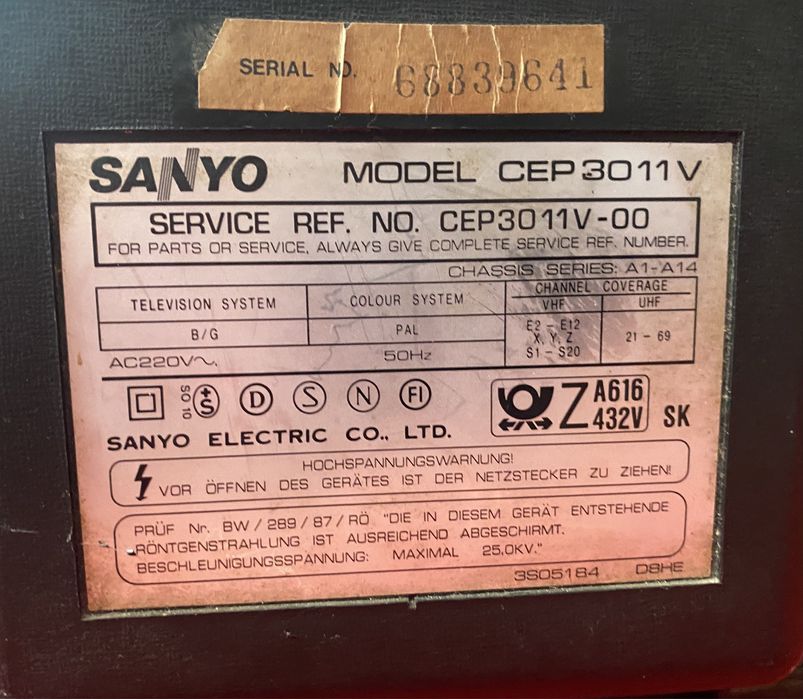 SERIAL NO. 68839641
SANYO MODEL CEP3011V
SERVICE REF. NO. CEP3011V-00
FOR PARTS OR SERVICE, ALWAYS GIVE COMPLETE SERVICE REF. NUMBER.
CHASSIS SERIES: A1-A14
TELEVISION SYSTEM COLOUR SYSTEM CHANNEL COVERAGE
VHF UHF
B/G PAL E2 - E12
X, Y, Z
S1 - S20
21 - 69
AC220V~, 50Hz
SO 10 +S D S N FI
Z A616
432V SK
SANYO ELECTRIC CO., LTD.
HOCHSPANNUNGSWARNUNG!
VOR ÖFFNEN DES GERÄTES IST DER NETZSTECKER ZU ZIEHEN!
PRÜF Nr. BW/289/87/RÖ "DIE IN DIESEM GERÄT ENTSTEHENDE
RÖNTGENSTRAHLUNG IST AUSREICHEND ABGESCHIRMT.
BESCHLEUNIGUNGSSPANNUNG: MAXIMAL 25,0KV."
3S05184 D8HE